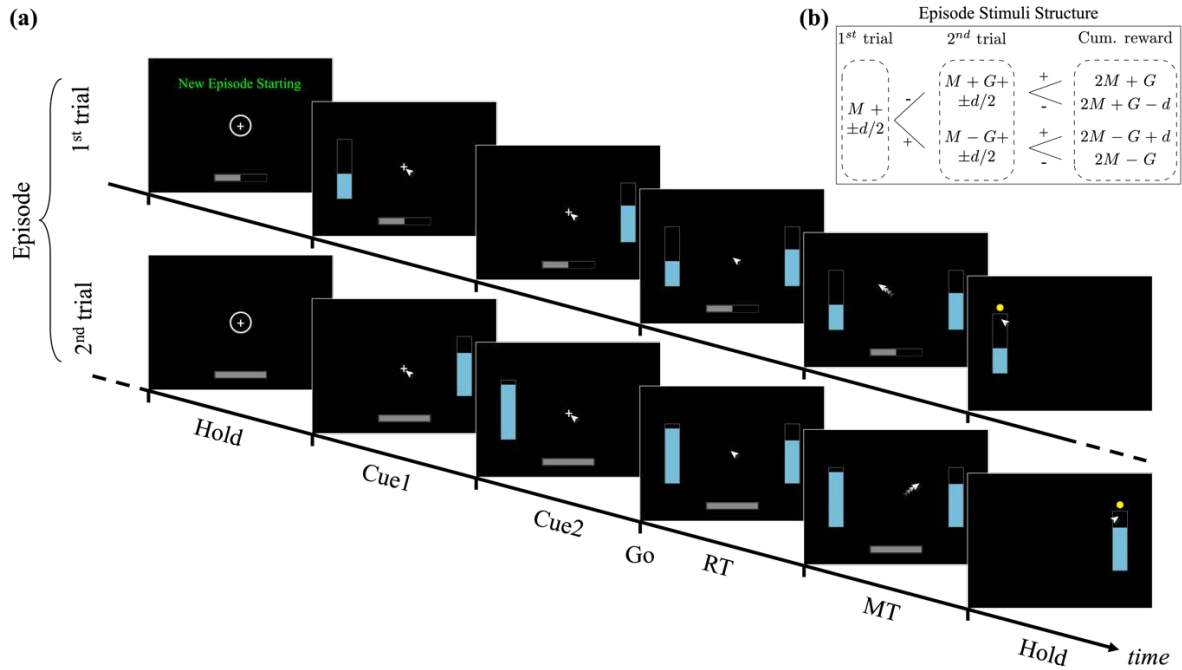 (a)
Episode
1st trial
2nd trial
New Episode Starting
Hold
Cue1
Cue2
Go
RT
MT
Hold
time
(b)
Episode Stimuli Structure
1st trial 2nd trial Cum. reward
M + ±d/2
-
+
M + G+ ±d/2
M − G+ ±d/2
+
-
+
-
2M + G
2M + G − d
2M − G + d
2M − G